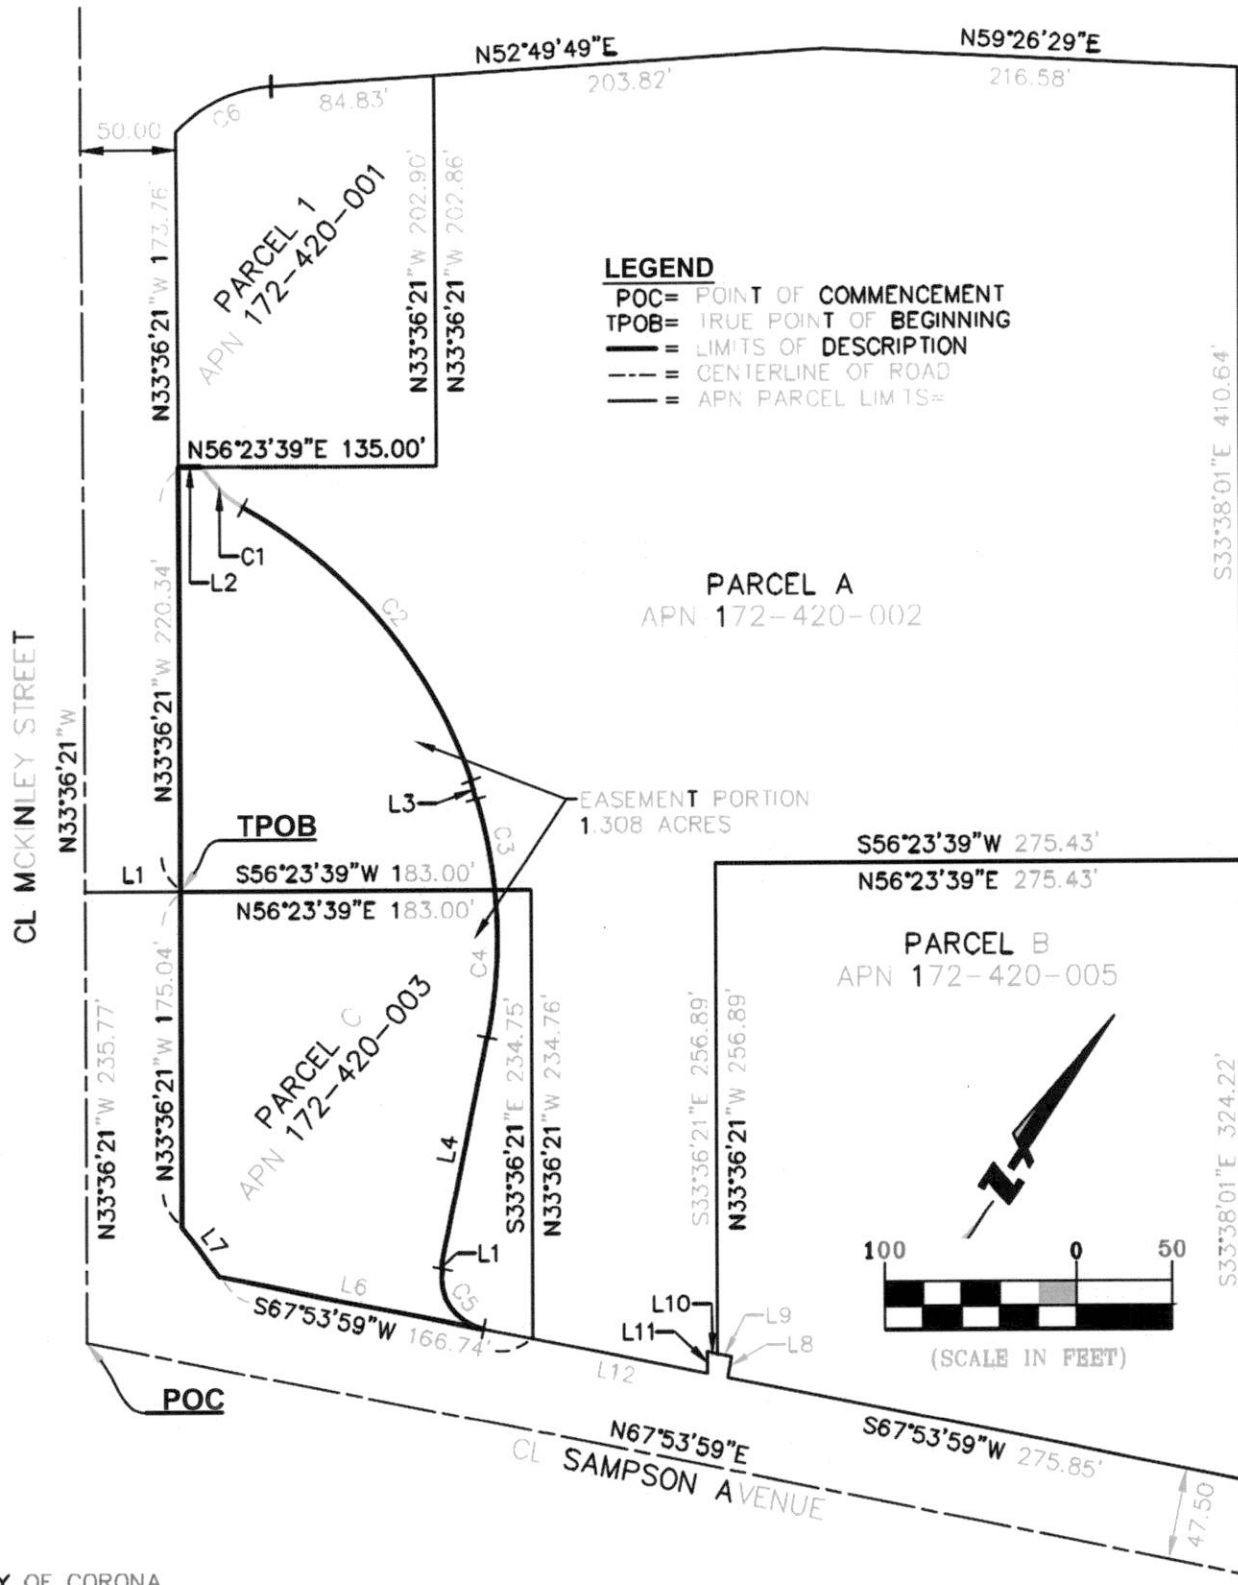 N52°49'49"E
203.82'
N59°26'29"E
216.58'
C6
84.83'
50.00
N33°36'21"W 173.76'
PARCEL 1
APN 172-420-001
N33°36'21"W 202.90'
N33°36'21"W 202.86'
LEGEND
POC= POINT OF COMMENCEMENT
TPOB= TRUE POINT OF BEGINNING
= LIMITS OF DESCRIPTION
= CENTERLINE OF ROAD
= APN PARCEL LIMITS=
S33°38'01"E 410.64'
N56°23'39"E 135.00'
C1
L2
C2
PARCEL A
APN 172-420-002
N33°36'21"W 220.34'
CL MCKINLEY STREET
N33°36'21"W
L3
C3
EASEMENT PORTION
1.308 ACRES
TPOB
L1
S56°23'39"W 183.00'
N56°23'39"E 183.00'
S56°23'39"W 275.43'
N56°23'39"E 275.43'
C4
PARCEL B
APN 172-420-005
N33°36'21"W 235.77'
N33°36'21"W 175.04'
PARCEL C
APN 172-420-003
L4
S33°36'21"E 234.75'
N33°36'21"W 234.76'
S33°36'21"E 256.89'
N33°36'21"W 256.89'
S33°38'01"E 324.22'
N
100 0 50
(SCALE IN FEET)
L7
L6
L1
C5
S67°53'59"W 166.74'
L10
L9
L11
L8
L12
POC
N67°53'59"E
CL SAMPSON AVENUE
S67°53'59"W 275.85'
47.50
OF CORONA